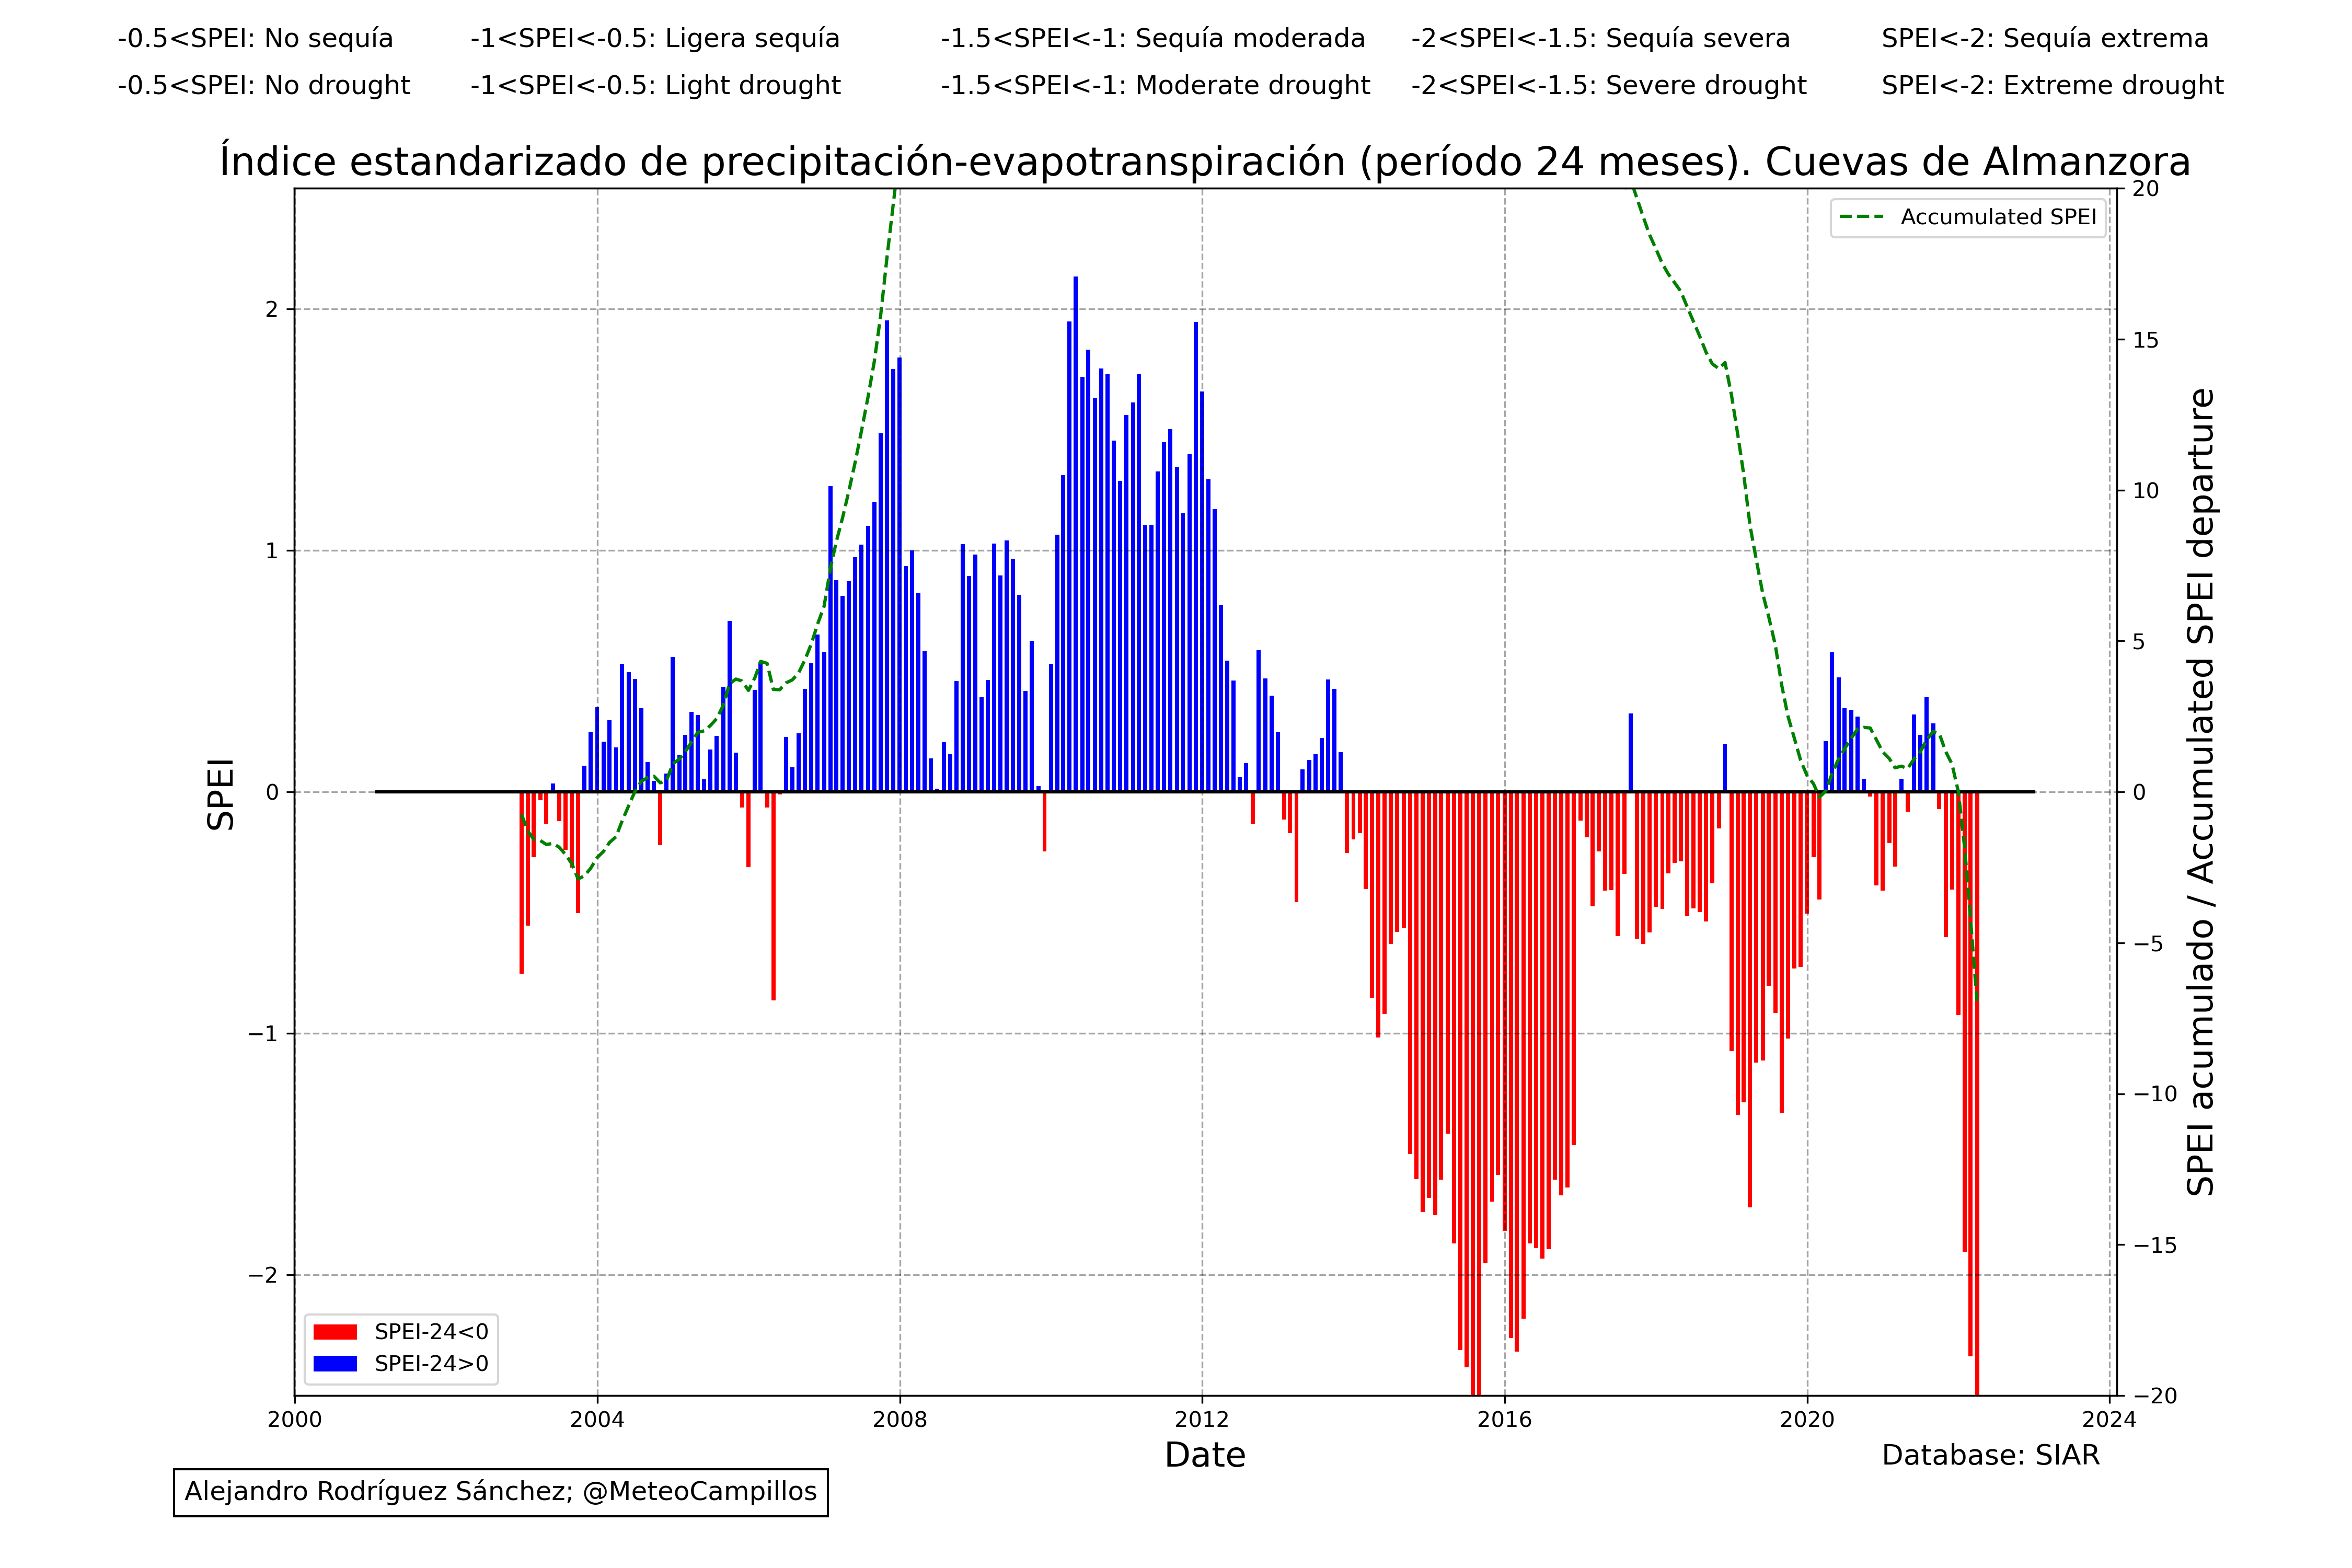 -0.5<SPEI: No sequía -1<SPEI<-0.5: Ligera sequía -1.5<SPEI<-1: Sequía moderada -2<SPEI<-1.5: Sequía severa SPEI<-2: Sequía extrema
-0.5<SPEI: No drought -1<SPEI<-0.5: Light drought -1.5<SPEI<-1: Moderate drought -2<SPEI<-1.5: Severe drought SPEI<-2: Extreme drought
Índice estandarizado de precipitación-evapotranspiración (período 24 meses). Cuevas de Almanzora
Accumulated SPEI
SPEI
2
1
0
−1
−2
20
15
10
5
0
−5
−10
−15
−20
SPEI acumulado / Accumulated SPEI departure
SPEI-24<0
SPEI-24>0
2000 2004 2008 2012 2016 2020 2024
Date
Database: SIAR
Alejandro Rodríguez Sánchez; @MeteoCampillos